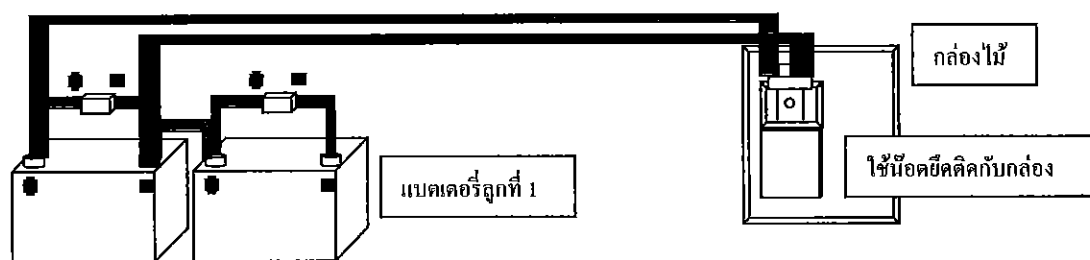 กล่องไม้
ใช้น๊อตยึดติดกับกล่อง
แบตเตอรี่ลูกที่ 1